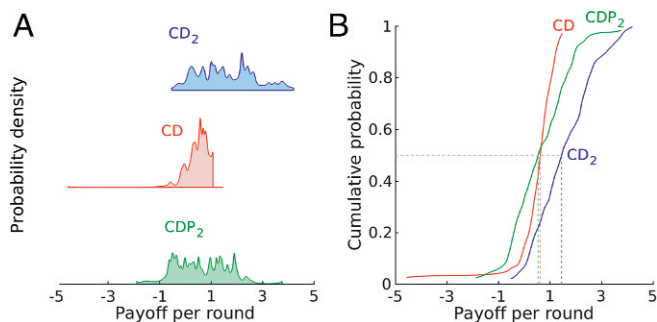 A
CD2
CD
CDP2
Probability density
-5 -3 -1 1 3 5
Payoff per round
B
CD
CDP2
CD2
Cumulative probability
1
0.8
0.6
0.4
0.2
0
-5 -3 -1 1 3 5
Payoff per round